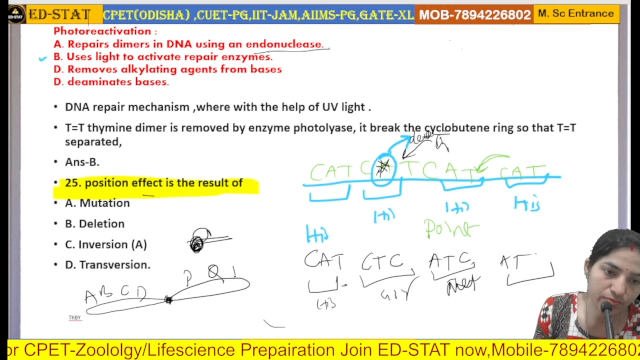 ED-STAT CPET(ODISHA), CUET-PG,IIT-JAM,AIIMS-PG,GATE-XL MOB-7894226802 M. Sc Entrance
Photoreactivation :
A. Repairs dimers in DNA using an endonuclease.
B. Uses light to activate repair enzymes.
D. Removes alkylating agents from bases
D. deaminates bases.
• DNA repair mechanism ,where with the help of UV light .
• T=T thymine dimer is removed by enzyme photolyase, it break the cyclobutene ring so that T=T separated,
• Ans-B.
• 25. position effect is the result of
• A. Mutation
• B. Deletion
• C. Inversion (A)
• D. Transversion.
CAT C T CAT CAT
His His His His
Point
CAT CTC ATC AT
His
A B C D P Q
or CPET-Zoololgy/Lifescience Prepairation Join ED-STAT now,Mobile-7894226802